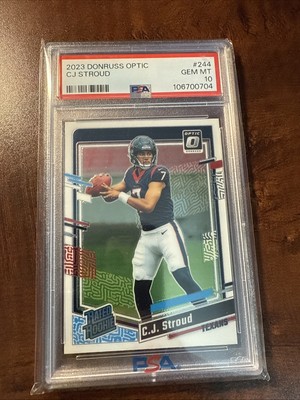 2023 DONRUSS OPTIC #244
CJ STROUD GEM MT
10
PSA 106700704
OPTIC
7
RATED
ROOKIE
C.J. Stroud
TEXANS
PSA